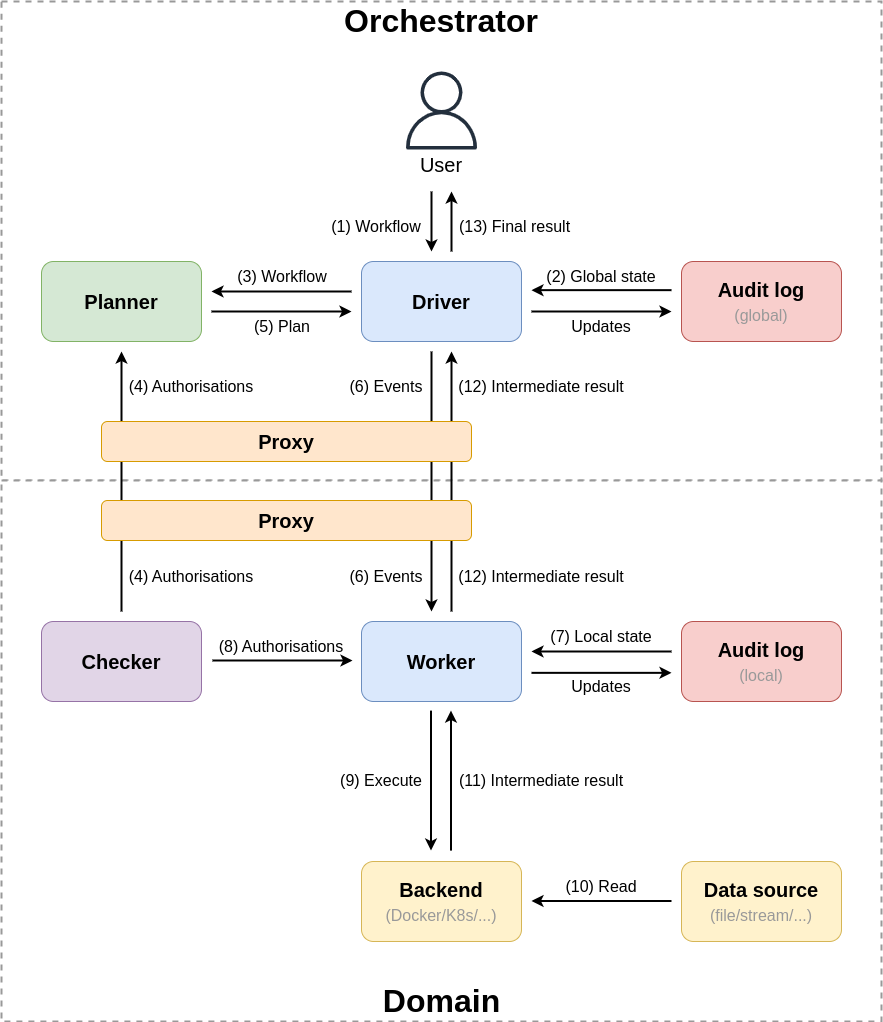 Orchestrator
User
(1) Workflow
(13) Final result
(3) Workflow
(2) Global state
Planner
Driver
Audit log
(global)
(5) Plan
Updates
(4) Authorisations
(6) Events
(12) Intermediate result
Proxy
Proxy
(4) Authorisations
(6) Events
(12) Intermediate result
(8) Authorisations
(7) Local state
Checker
Worker
Audit log
(local)
Updates
(9) Execute
(11) Intermediate result
(10) Read
Backend
(Docker/K8s/...)
Data source
(file/stream/...)
Domain